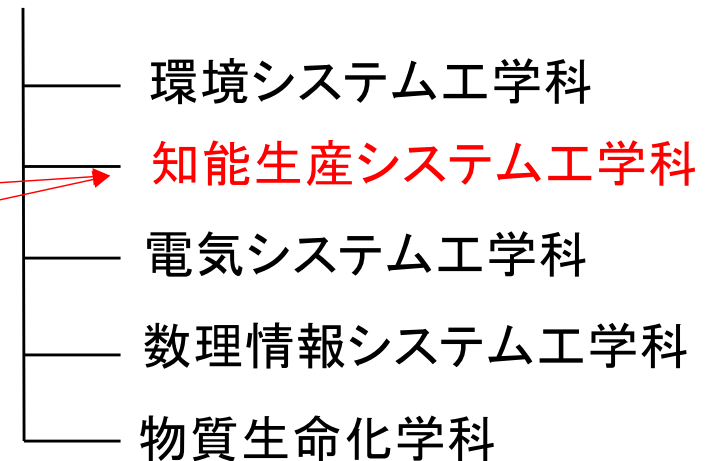 環境システム工学科
知能生産システム工学科
電気システム工学科
数理情報システム工学科
物質生命化学科